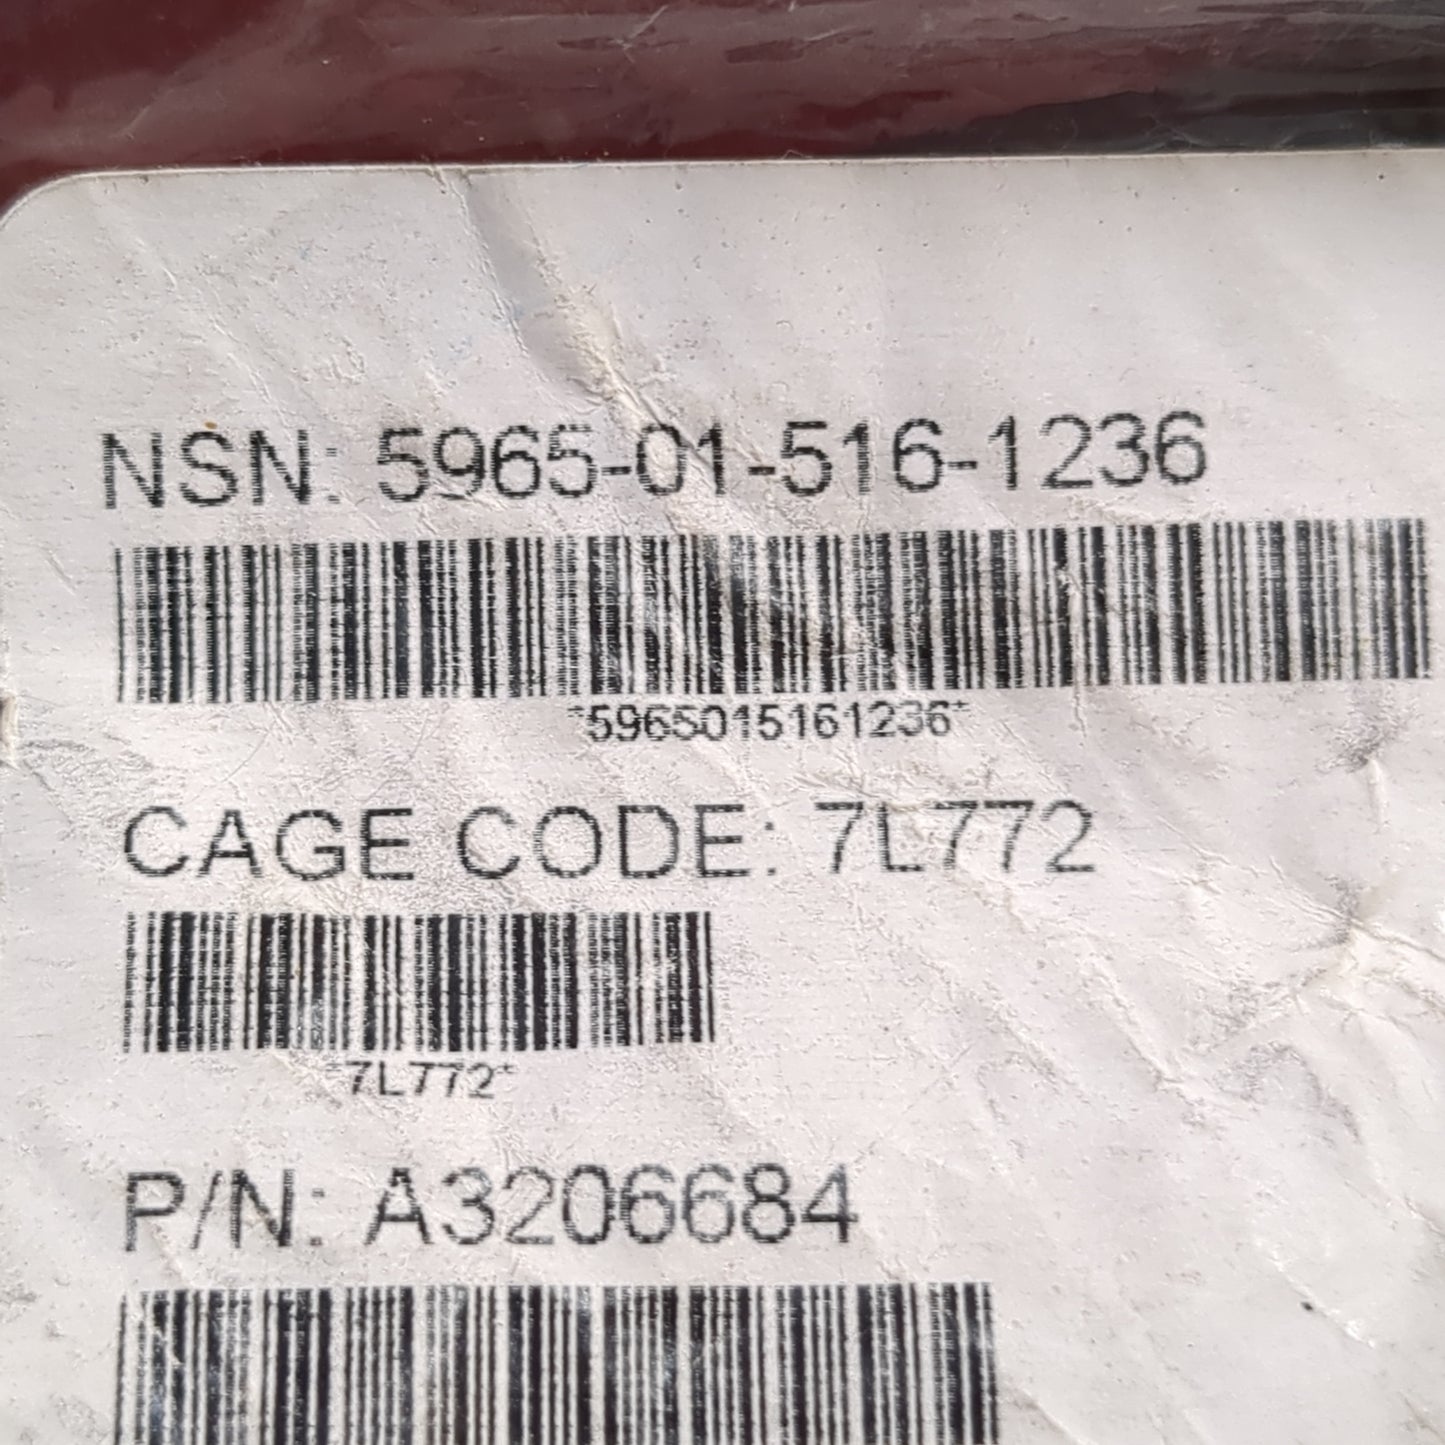 NSN: 5965-01-516-1236
*5965015161236*
CAGE CODE: 7L772
*7L772*
P/N: A3206684